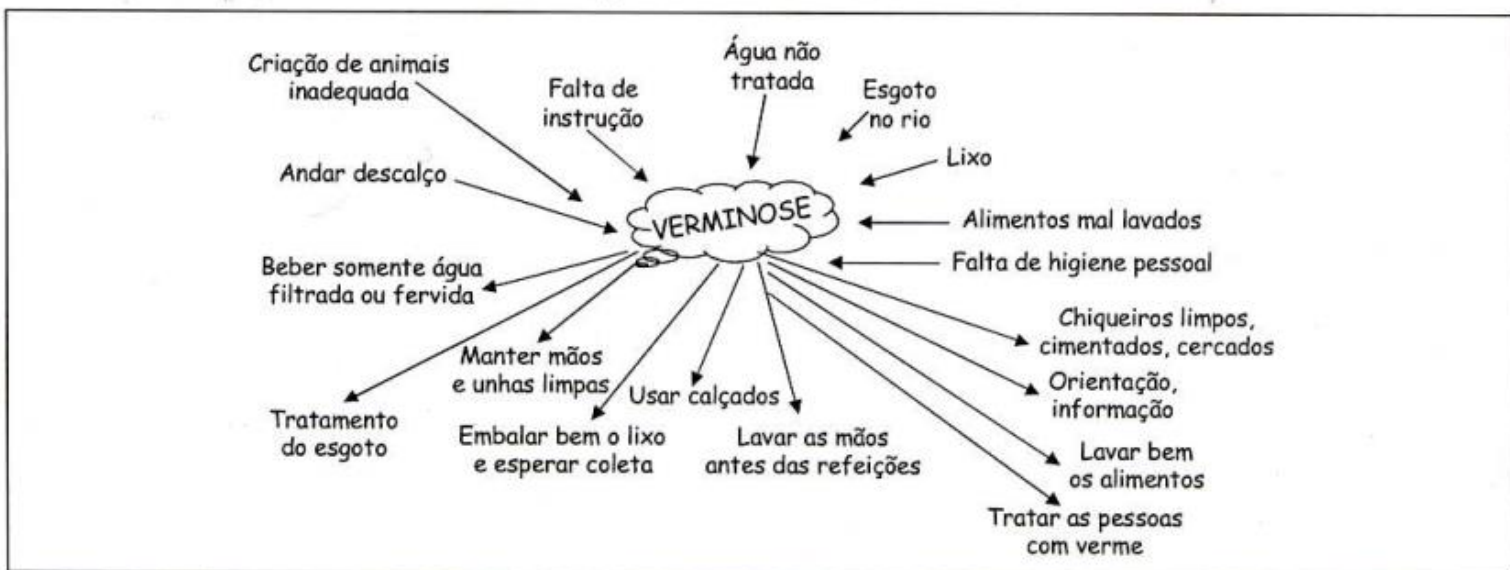 Criação de animais
inadequada
Falta de
instrução
Água não
tratada
Esgoto
no rio
Lixo
Andar descalço
VERMINOSE
Alimentos mal lavados
Falta de higiene pessoal
Beber somente água
filtrada ou fervida
Chiqueiros limpos,
cimentados, cercados
Manter mãos
e unhas limpas
Usar calçados
Orientação,
informação
Tratamento
do esgoto
Embalar bem o lixo
e esperar coleta
Lavar as mãos
antes das refeições
Lavar bem
os alimentos
Tratar as pessoas
com verme